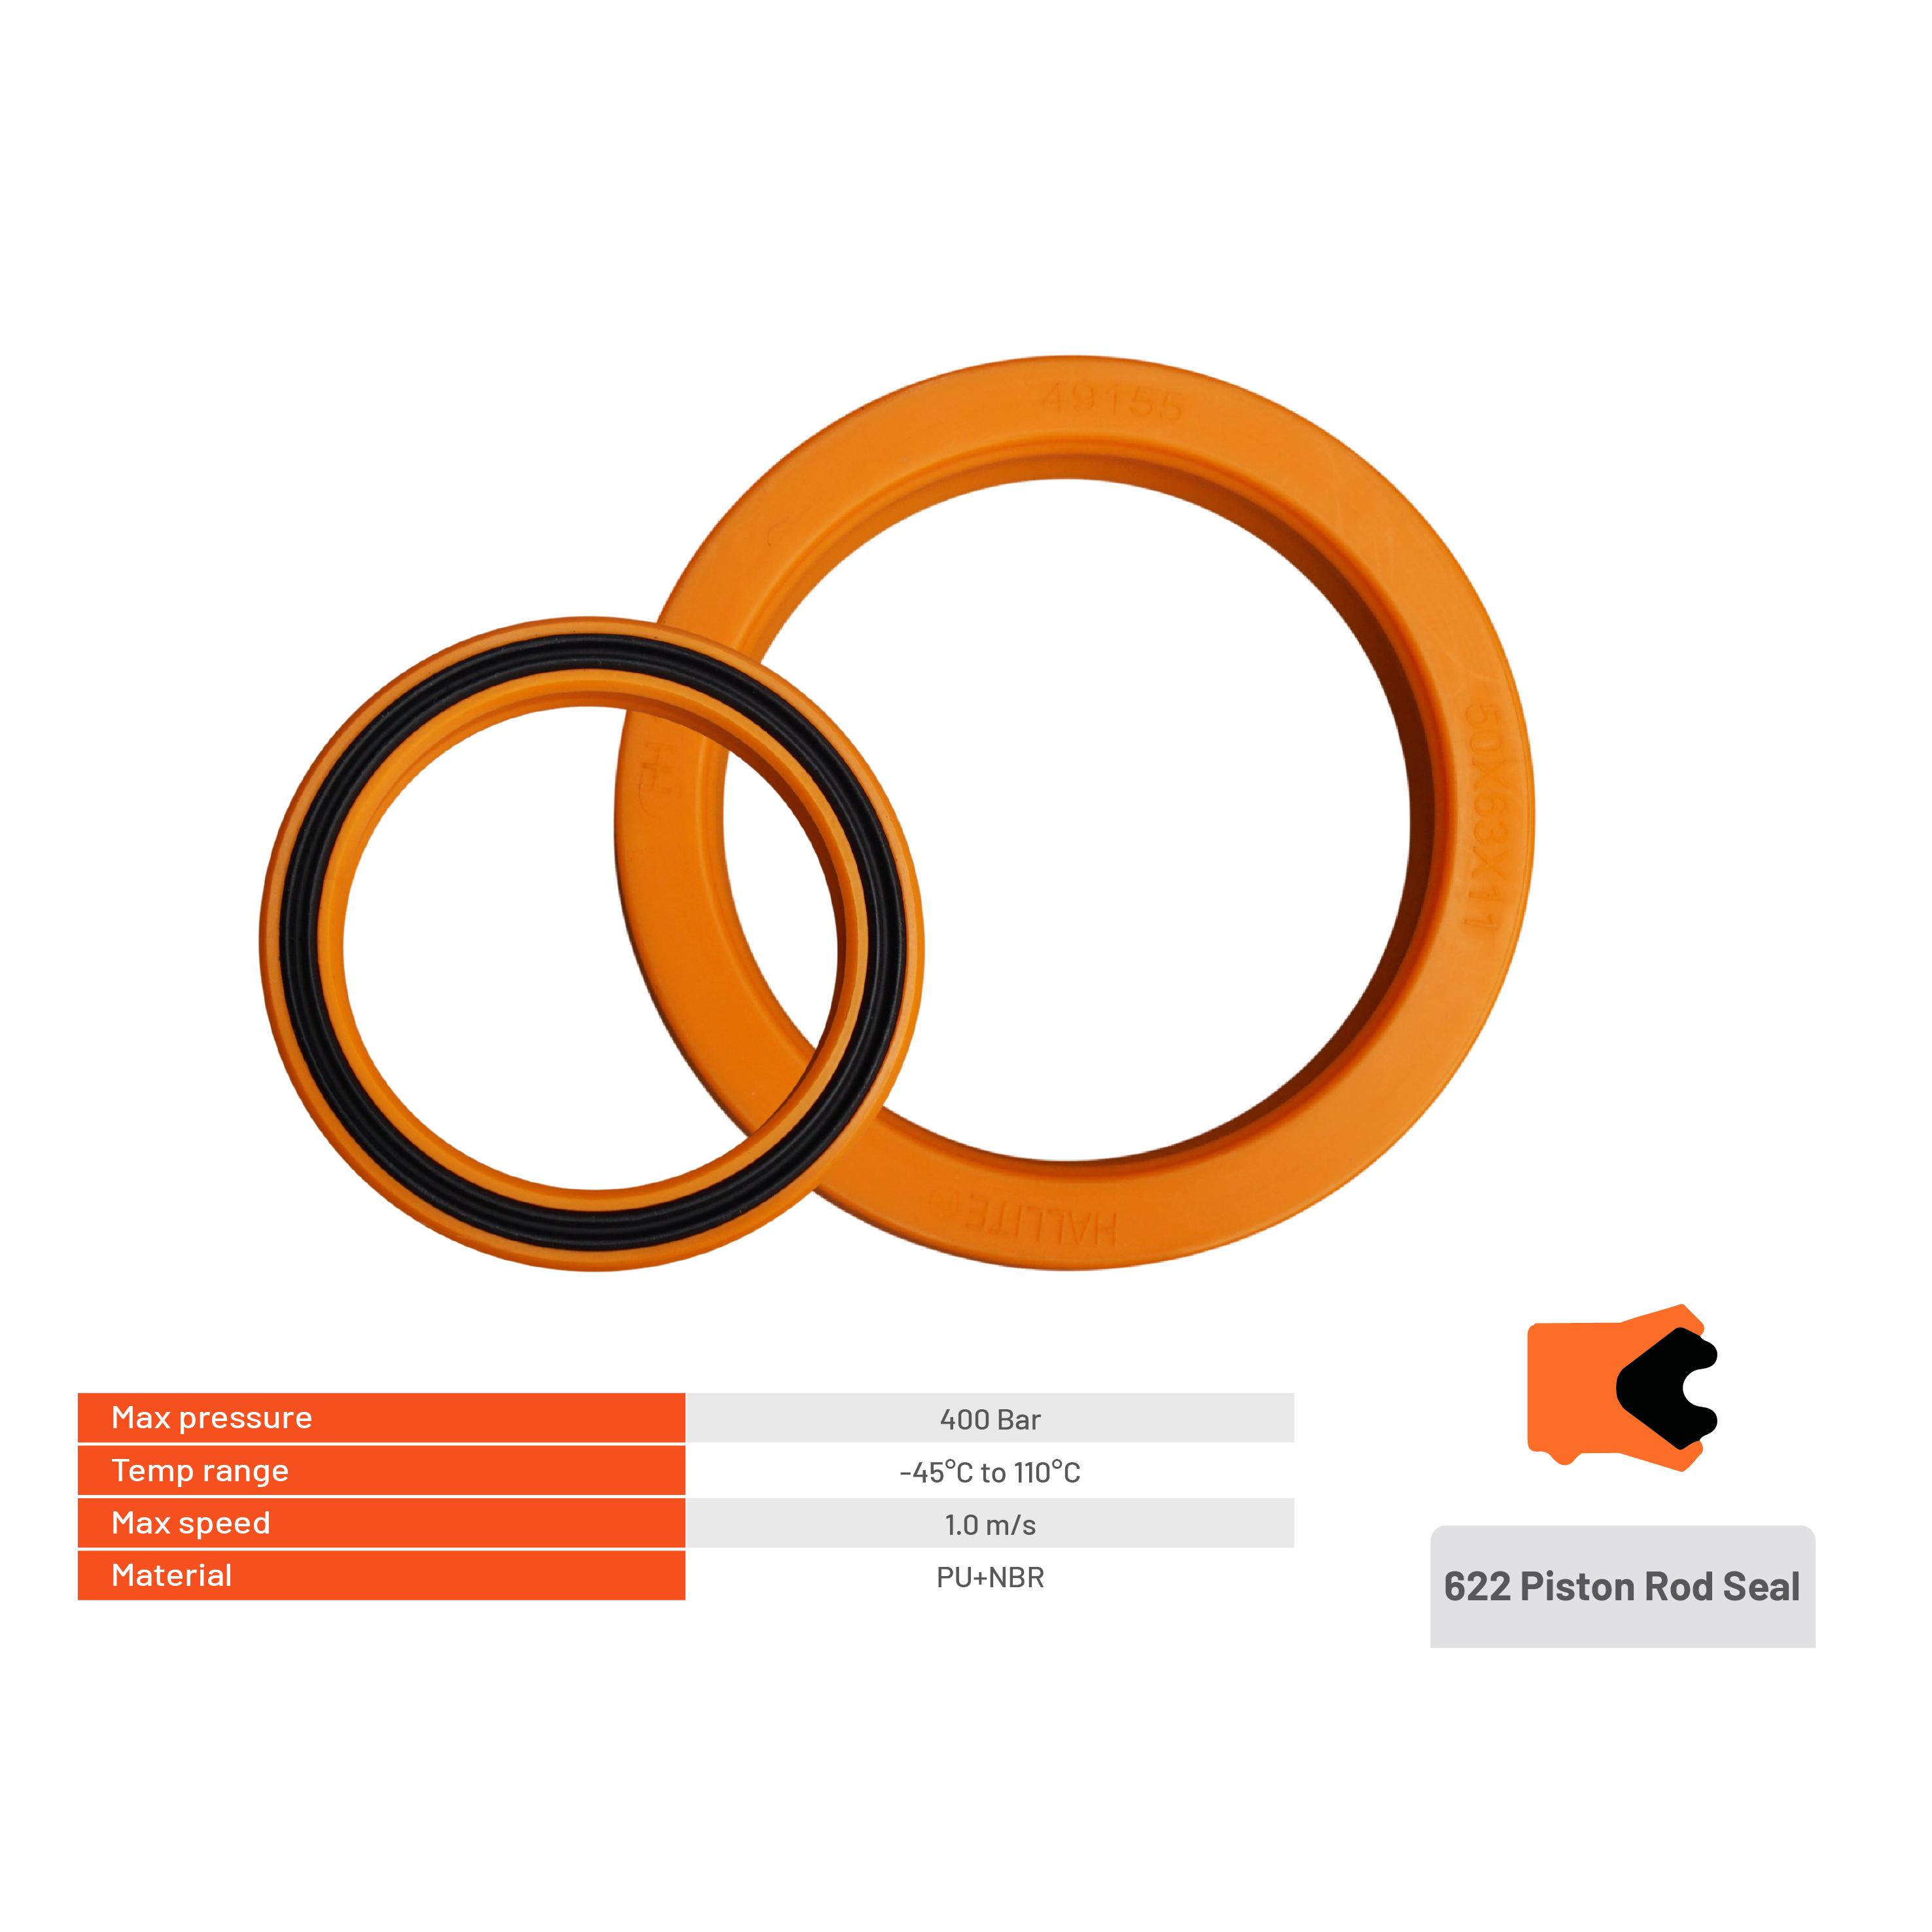 49155
50X63X11
HALLITE
Max pressure 400 Bar
Temp range -45°C to 110°C
Max speed 1.0 m/s
Material PU+NBR
622 Piston Rod Seal